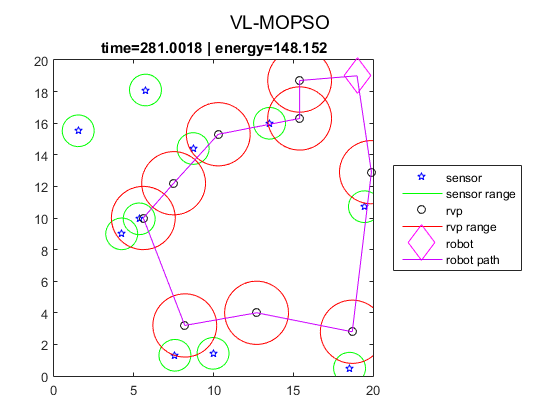 VL-MOPSO
time=281.0018 | energy=148.152
20
18
16
14
12
10
8
6
4
2
0
0 5 10 15 20
sensor
sensor range
rvp
rvp range
robot
robot path